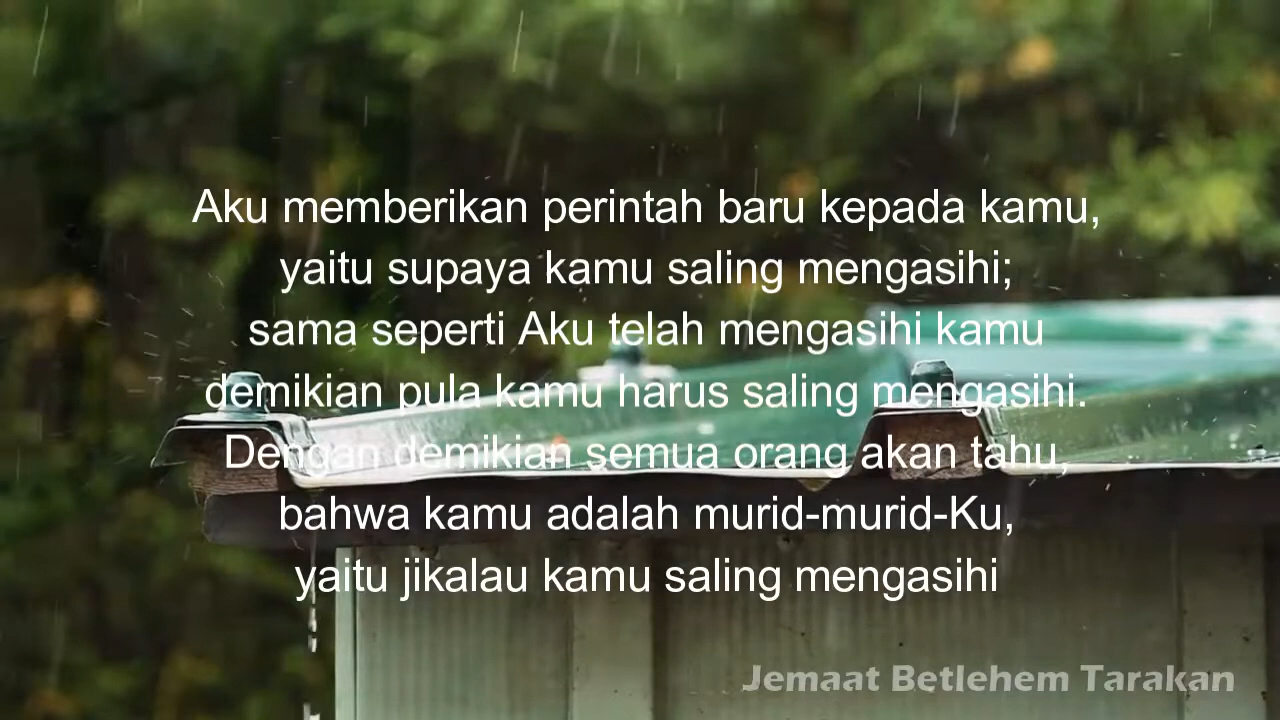 Aku memberikan perintah baru kepada kamu,
yaitu supaya kamu saling mengasihi;
sama seperti Aku telah mengasihi kamu
demikian pula kamu harus saling mengasihi.
Dengan demikian semua orang akan tahu,
bahwa kamu adalah murid-murid-Ku,
yaitu jikalau kamu saling mengasihi
Jemaat Betlehem Tarakan